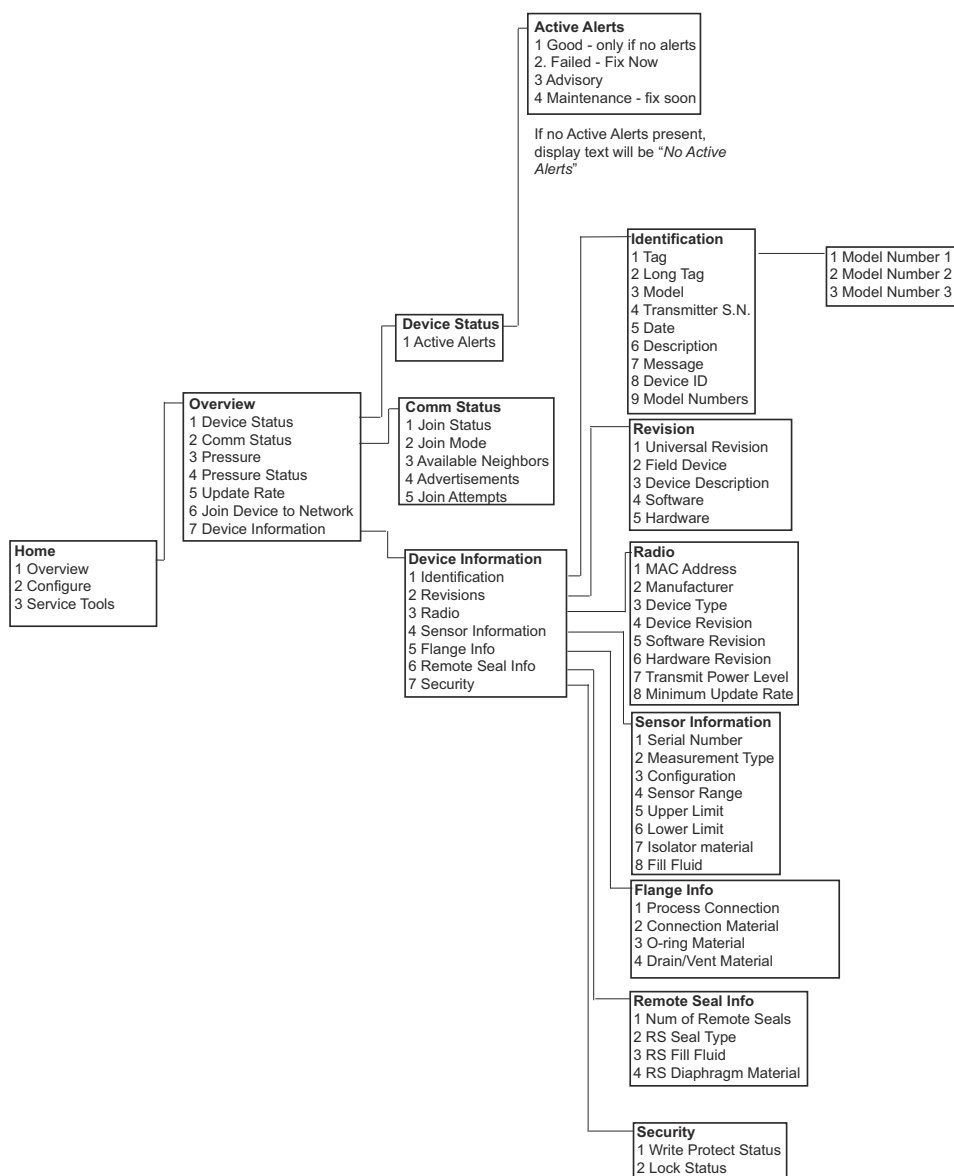 Active Alerts
1 Good - only if no alerts
2. Failed - Fix Now
3 Advisory
4 Maintenance - fix soon
If no Active Alerts present,
display text will be “No Active
Alerts”
Identification
1 Tag
2 Long Tag
3 Model
4 Transmitter S.N.
5 Date
6 Description
7 Message
8 Device ID
9 Model Numbers
1 Model Number 1
2 Model Number 2
3 Model Number 3
Device Status
1 Active Alerts
Overview
1 Device Status
2 Comm Status
3 Pressure
4 Pressure Status
5 Update Rate
6 Join Device to Network
7 Device Information
Comm Status
1 Join Status
2 Join Mode
3 Available Neighbors
4 Advertisements
5 Join Attempts
Revision
1 Universal Revision
2 Field Device
3 Device Description
4 Software
5 Hardware
Home
1 Overview
2 Configure
3 Service Tools
Device Information
1 Identification
2 Revisions
3 Radio
4 Sensor Information
5 Flange Info
6 Remote Seal Info
7 Security
Radio
1 MAC Address
2 Manufacturer
3 Device Type
4 Device Revision
5 Software Revision
6 Hardware Revision
7 Transmit Power Level
8 Minimum Update Rate
Sensor Information
1 Serial Number
2 Measurement Type
3 Configuration
4 Sensor Range
5 Upper Limit
6 Lower Limit
7 Isolator material
8 Fill Fluid
Flange Info
1 Process Connection
2 Connection Material
3 O-ring Material
4 Drain/Vent Material
Remote Seal Info
1 Num of Remote Seals
2 RS Seal Type
3 RS Fill Fluid
4 RS Diaphragm Material
Security
1 Write Protect Status
2 Lock Status